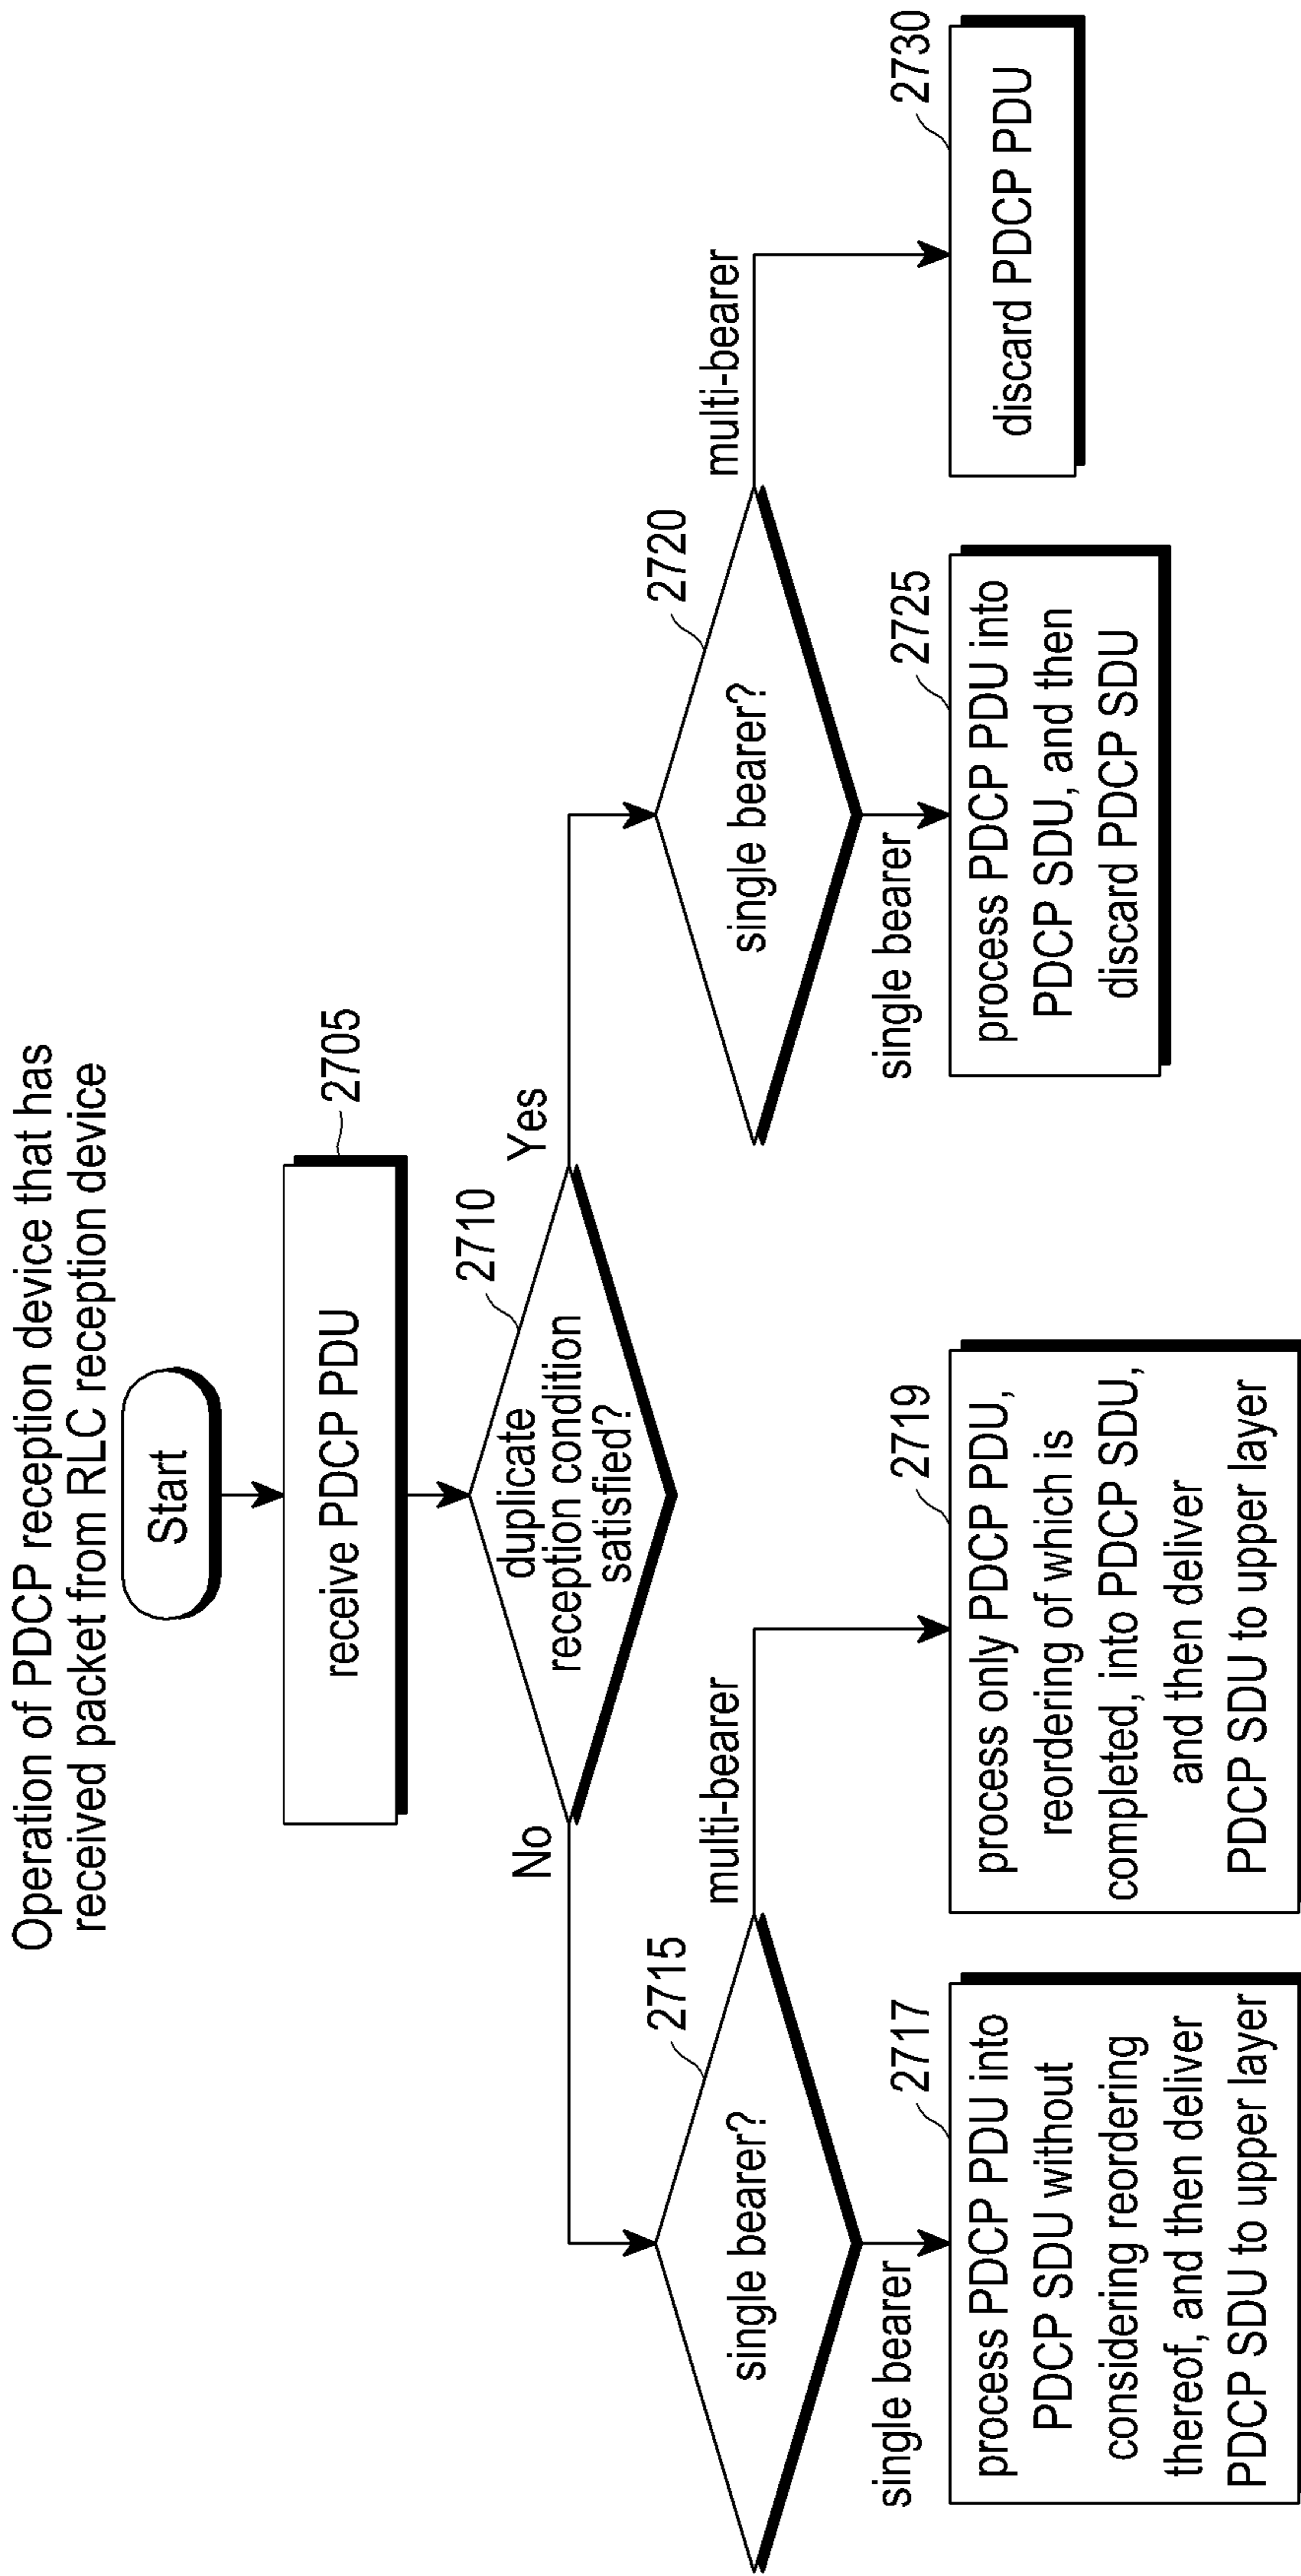 Operation of PDCP reception device that has
received packet from RLC reception device
Start
2705
receive PDCP PDU
2710
duplicate
reception condition
satisfied?
No
Yes
2715
single bearer?
multi-bearer
single bearer
2717
process PDCP PDU into
PDCP SDU without
considering reordering
thereof, and then deliver
PDCP SDU to upper layer
2719
process only PDCP PDU,
reordering of which is
completed, into PDCP SDU,
and then deliver
PDCP SDU to upper layer
2720
single bearer?
multi-bearer
single bearer
2725
process PDCP PDU into
PDCP SDU, and then
discard PDCP SDU
2730
discard PDCP PDU